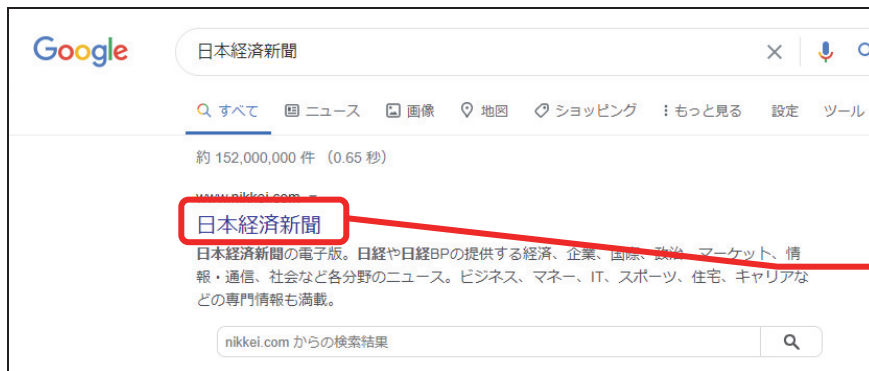 Google
日本経済新聞
すべて ニュース 画像 地図 ショッピング もっと見る 設定 ツール
約 152,000,000 件 （0.65 秒）
www.nikkei.com
日本経済新聞
日本経済新聞の電子版。日経や日経BPの提供する経済、企業、国際、政治、マーケット、情
報・通信、社会など各分野のニュース。ビジネス、マネー、IT、スポーツ、住宅、キャリアな
どの専門情報も満載。
nikkei.com からの検索結果